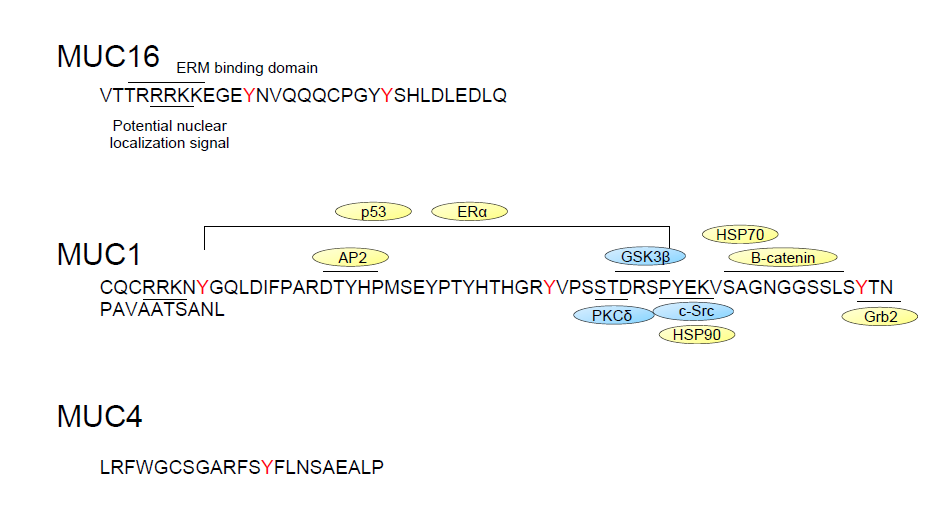 MUC16
ERM binding domain
VTTRRRKKEGEYNVQQQCPGYYSHLDLEDLQ
Potential nuclear
localization signal
p53
ERα
HSP70
MUC1
AP2
GSK3β
B-catenin
CQCRRKNYGQLDIFPARDTYHPMSEYPTYHTHGRYVPSSTDRSPYEKVSAGNGGSSLSYTN
PAVAATSANL
PKCδ
c-Src
Grb2
HSP90
MUC4
LRFWGCSGARFSYFLNSAEALP